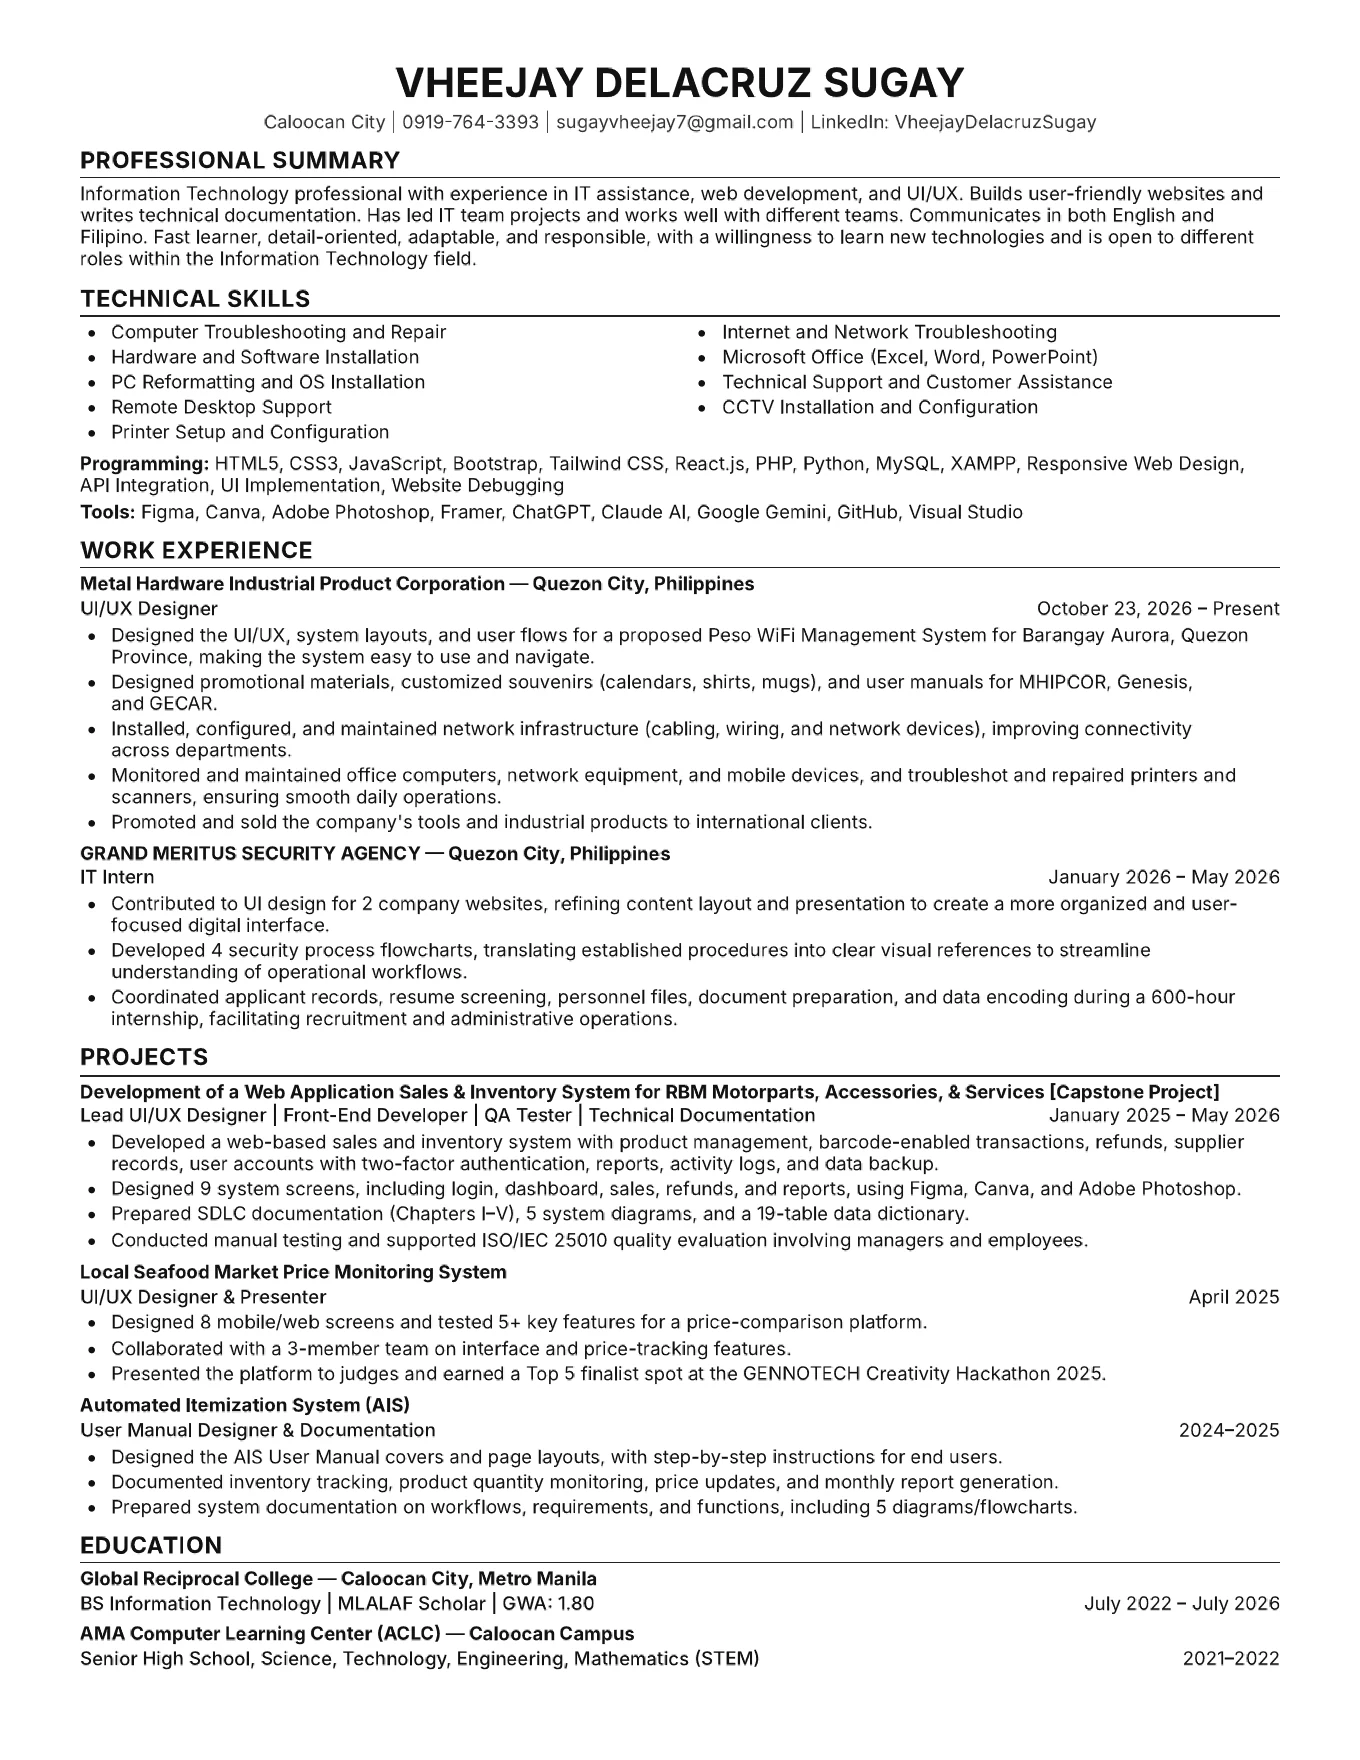 VHEEJAY DELACRUZ SUGAY
Caloocan City | 0919-764-3393 | sugayvheejay7@gmail.com | LinkedIn: VheejayDelacruzSugay
PROFESSIONAL SUMMARY
Information Technology professional with experience in IT assistance, web development, and UI/UX. Builds user-friendly websites and
writes technical documentation. Has led IT team projects and works well with different teams. Communicates in both English and
Filipino. Fast learner, detail-oriented, adaptable, and responsible, with a willingness to learn new technologies and is open to different
roles within the Information Technology field.
TECHNICAL SKILLS
• Computer Troubleshooting and Repair
• Hardware and Software Installation
• PC Reformatting and OS Installation
• Remote Desktop Support
• Printer Setup and Configuration
• Internet and Network Troubleshooting
• Microsoft Office (Excel, Word, PowerPoint)
• Technical Support and Customer Assistance
• CCTV Installation and Configuration
Programming: HTML5, CSS3, JavaScript, Bootstrap, Tailwind CSS, React.js, PHP, Python, MySQL, XAMPP, Responsive Web Design,
API Integration, UI Implementation, Website Debugging
Tools: Figma, Canva, Adobe Photoshop, Framer, ChatGPT, Claude AI, Google Gemini, GitHub, Visual Studio
WORK EXPERIENCE
Metal Hardware Industrial Product Corporation — Quezon City, Philippines
UI/UX Designer October 23, 2026 – Present
• Designed the UI/UX, system layouts, and user flows for a proposed Peso WiFi Management System for Barangay Aurora, Quezon
Province, making the system easy to use and navigate.
• Designed promotional materials, customized souvenirs (calendars, shirts, mugs), and user manuals for MHIPCOR, Genesis,
and GECAR.
• Installed, configured, and maintained network infrastructure (cabling, wiring, and network devices), improving connectivity
across departments.
• Monitored and maintained office computers, network equipment, and mobile devices, and troubleshot and repaired printers and
scanners, ensuring smooth daily operations.
• Promoted and sold the company's tools and industrial products to international clients.
GRAND MERITUS SECURITY AGENCY — Quezon City, Philippines
IT Intern January 2026 – May 2026
• Contributed to UI design for 2 company websites, refining content layout and presentation to create a more organized and user-
focused digital interface.
• Developed 4 security process flowcharts, translating established procedures into clear visual references to streamline
understanding of operational workflows.
• Coordinated applicant records, resume screening, personnel files, document preparation, and data encoding during a 600-hour
internship, facilitating recruitment and administrative operations.
PROJECTS
Development of a Web Application Sales & Inventory System for RBM Motorparts, Accessories, & Services [Capstone Project]
Lead UI/UX Designer | Front-End Developer | QA Tester | Technical Documentation January 2025 – May 2026
• Developed a web-based sales and inventory system with product management, barcode-enabled transactions, refunds, supplier
records, user accounts with two-factor authentication, reports, activity logs, and data backup.
• Designed 9 system screens, including login, dashboard, sales, refunds, and reports, using Figma, Canva, and Adobe Photoshop.
• Prepared SDLC documentation (Chapters I–V), 5 system diagrams, and a 19-table data dictionary.
• Conducted manual testing and supported ISO/IEC 25010 quality evaluation involving managers and employees.
Local Seafood Market Price Monitoring System
UI/UX Designer & Presenter April 2025
• Designed 8 mobile/web screens and tested 5+ key features for a price-comparison platform.
• Collaborated with a 3-member team on interface and price-tracking features.
• Presented the platform to judges and earned a Top 5 finalist spot at the GENNOTECH Creativity Hackathon 2025.
Automated Itemization System (AIS)
User Manual Designer & Documentation 2024–2025
• Designed the AIS User Manual covers and page layouts, with step-by-step instructions for end users.
• Documented inventory tracking, product quantity monitoring, price updates, and monthly report generation.
• Prepared system documentation on workflows, requirements, and functions, including 5 diagrams/flowcharts.
EDUCATION
Global Reciprocal College — Caloocan City, Metro Manila
BS Information Technology | MLALAF Scholar | GWA: 1.80 July 2022 – July 2026
AMA Computer Learning Center (ACLC) — Caloocan Campus
Senior High School, Science, Technology, Engineering, Mathematics (STEM) 2021–2022